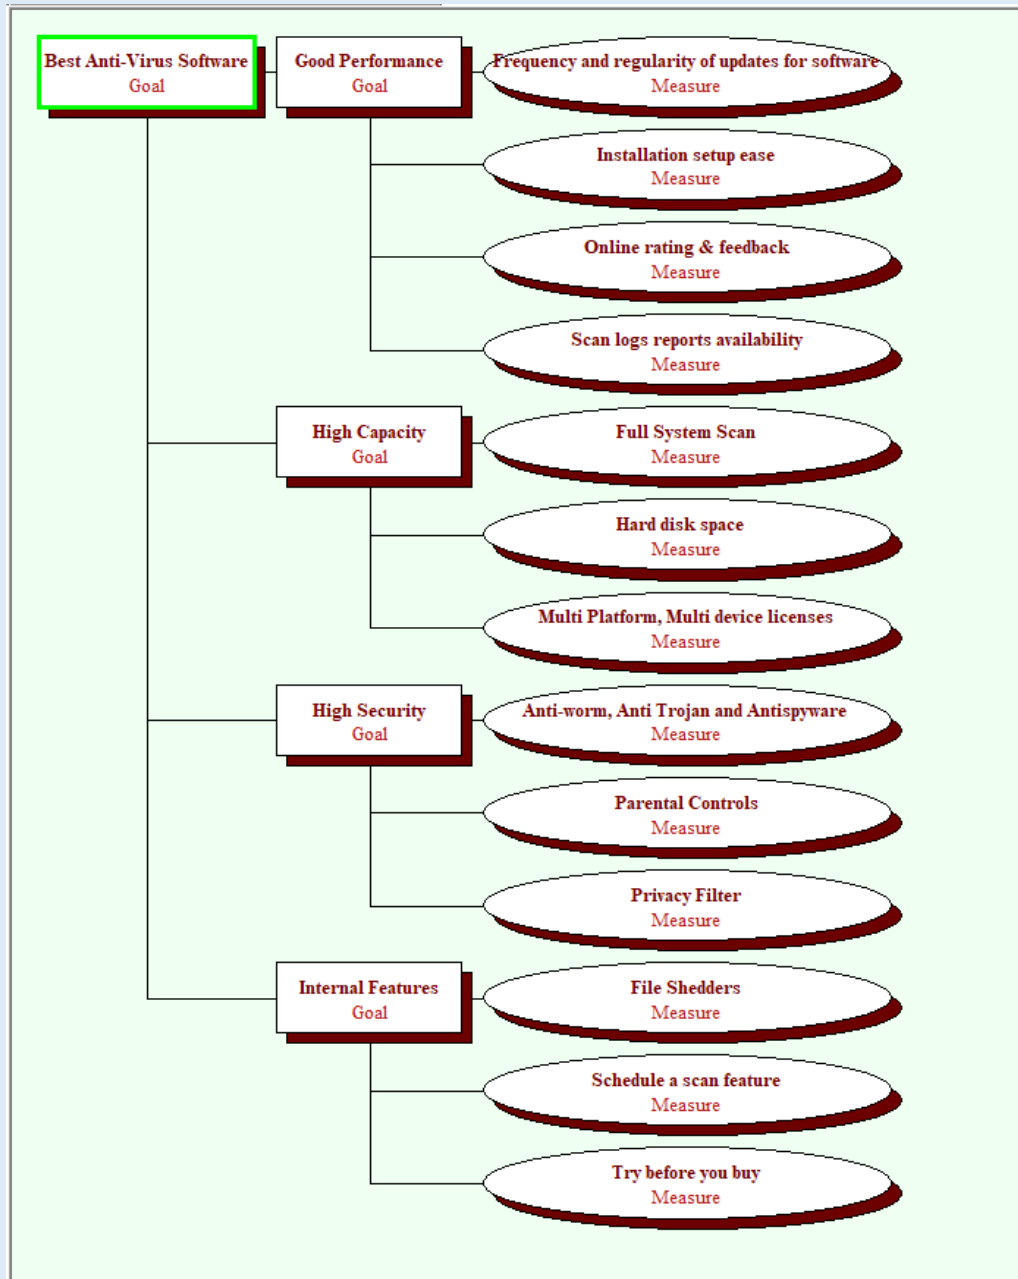 Best Anti-Virus Software
Goal
Good Performance
Goal
Frequency and regularity of updates for software
Measure
Installation setup ease
Measure
Online rating & feedback
Measure
Scan logs reports availability
Measure
High Capacity
Goal
Full System Scan
Measure
Hard disk space
Measure
Multi Platform, Multi device licenses
Measure
High Security
Goal
Anti-worm, Anti Trojan and Antispyware
Measure
Parental Controls
Measure
Privacy Filter
Measure
Internal Features
Goal
File Shedders
Measure
Schedule a scan feature
Measure
Try before you buy
Measure